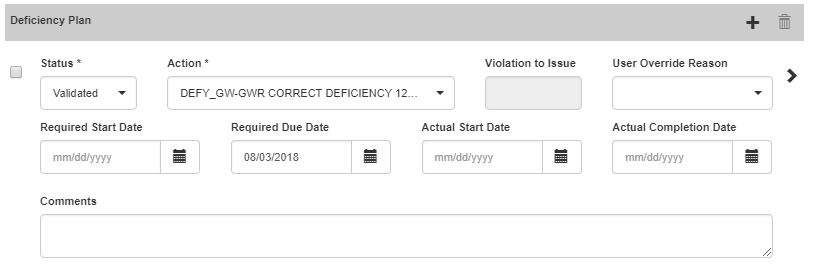 Deficiency Plan
Status * Action * Violation to Issue User Override Reason
Validated DEFY_GW-GWR CORRECT DEFICIENCY 12...
Required Start Date Required Due Date Actual Start Date Actual Completion Date
mm/dd/yyyy 08/03/2018 mm/dd/yyyy mm/dd/yyyy
Comments